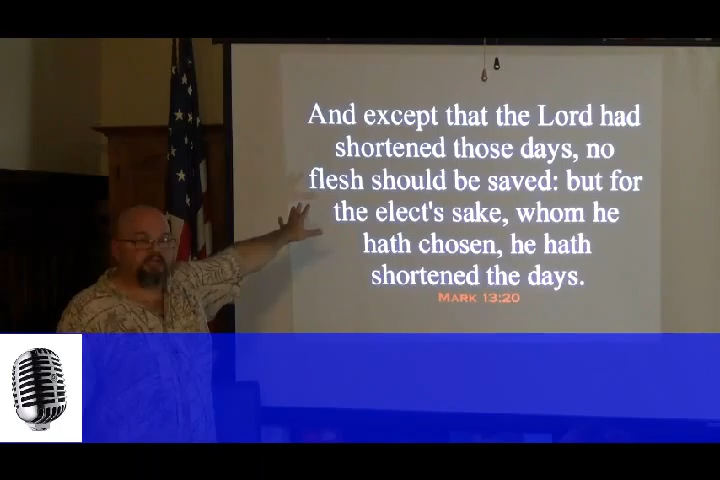 And except that the Lord had
shortened those days, no
flesh should be saved: but for
the elect's sake, whom he
hath chosen, he hath
shortened the days.
Mark 13:20